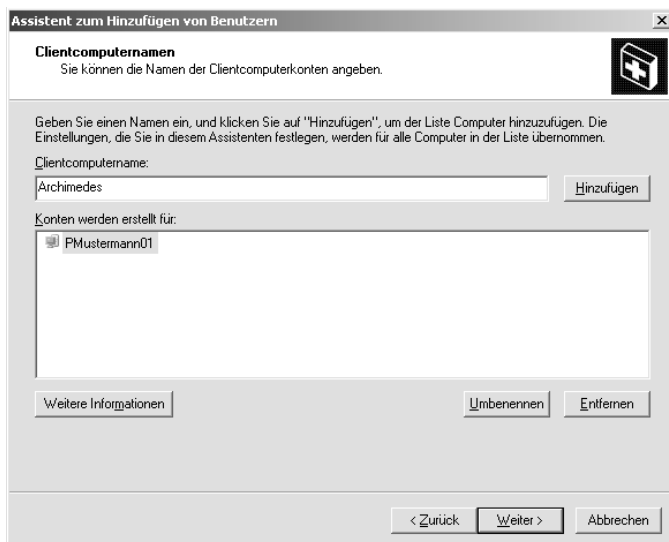 Assistent zum Hinzufügen von Benutzern
Clientcomputernamen
Sie können die Namen der Clientcomputerkonten angeben.
Geben Sie einen Namen ein, und klicken Sie auf "Hinzufügen", um der Liste Computer hinzuzufügen. Die
Einstellungen, die Sie in diesem Assistenten festlegen, werden für alle Computer in der Liste übernommen.
Clientcomputername:
Archimedes
Hinzufügen
Konten werden erstellt für:
PMustermann01
Weitere Informationen
Umbenennen
Entfernen
< Zurück
Weiter >
Abbrechen